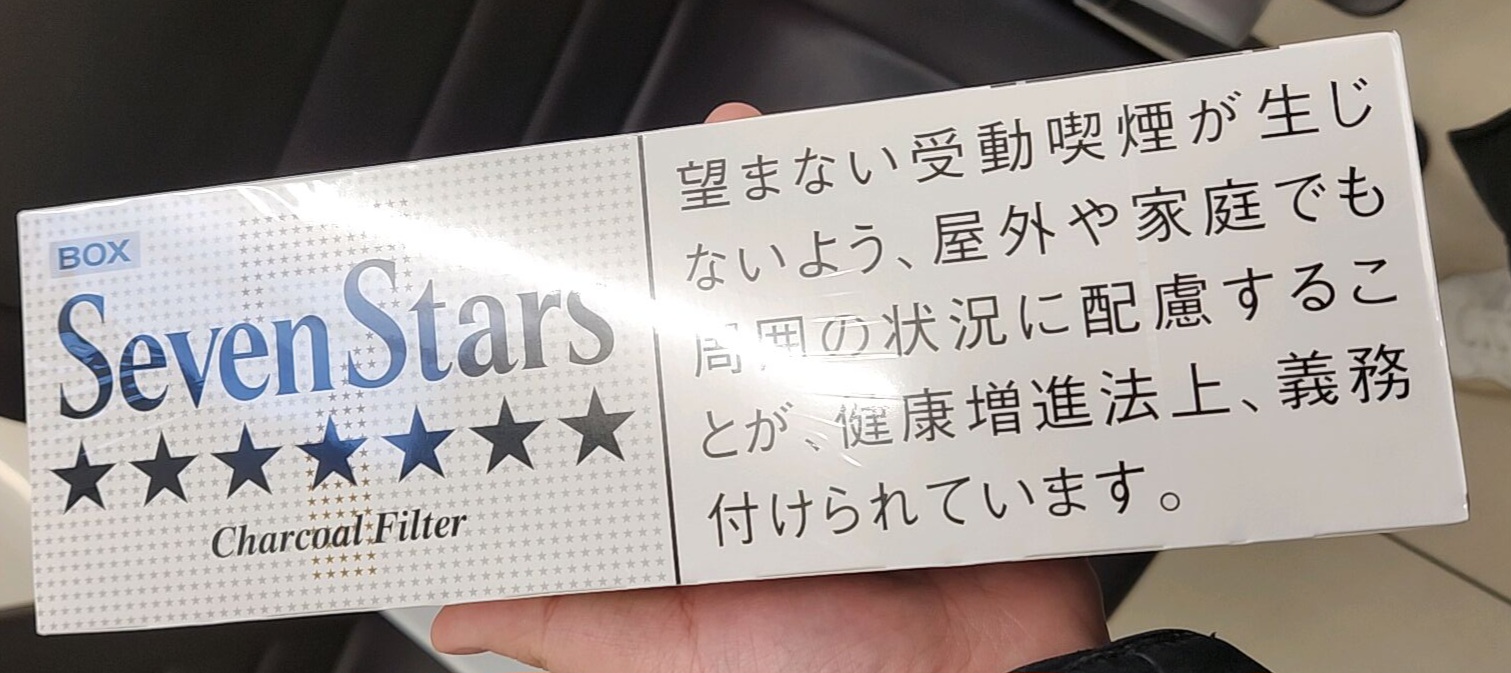 BOX
SevenStars
★★★★★★★
Charcoal Filter
望まない受動喫煙が生じ
ないよう、屋外や家庭でも
周囲の状況に配慮するこ
とが、健康増進法上、義務
付けられています。